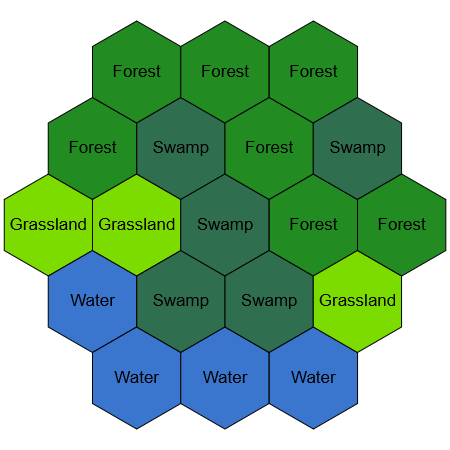 Forest Forest Forest
Forest Swamp Forest Swamp
Grassland Grassland Swamp Forest Forest
Water Swamp Swamp Grassland
Water Water Water